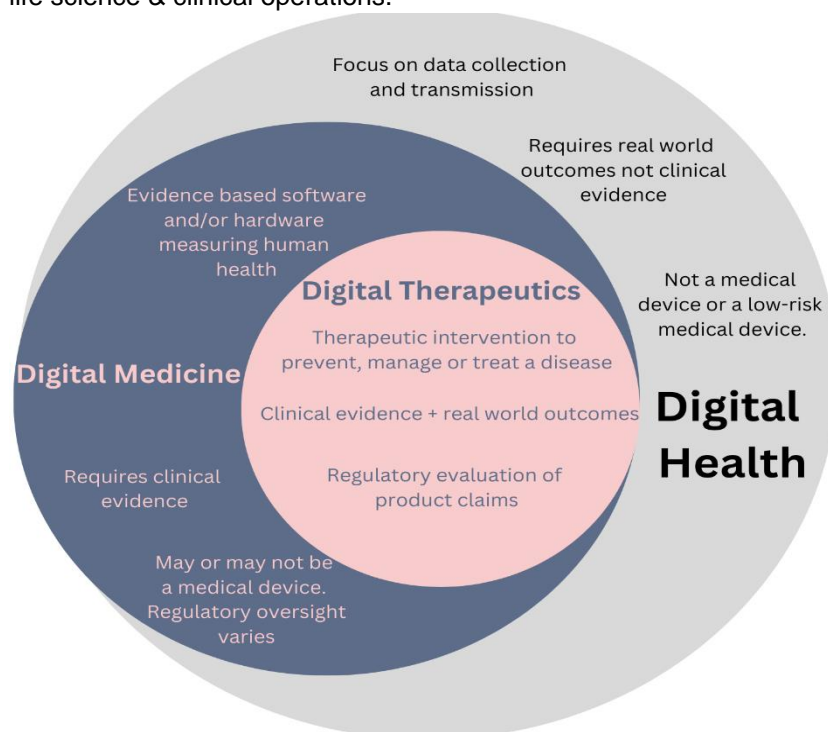 life science & clinical operations.
Focus on data collection
and transmission
Requires real world
outcomes not clinical
evidence
Evidence based software
and/or hardware
measuring human
health
Digital Therapeutics
Not a medical
device or a low-risk
medical device.
Therapeutic intervention to
prevent, manage or treat a disease
Digital Medicine
Clinical evidence + real world outcomes
Digital
Health
Requires clinical
evidence
Regulatory evaluation of
product claims
May or may not be
a medical device.
Regulatory oversight
varies